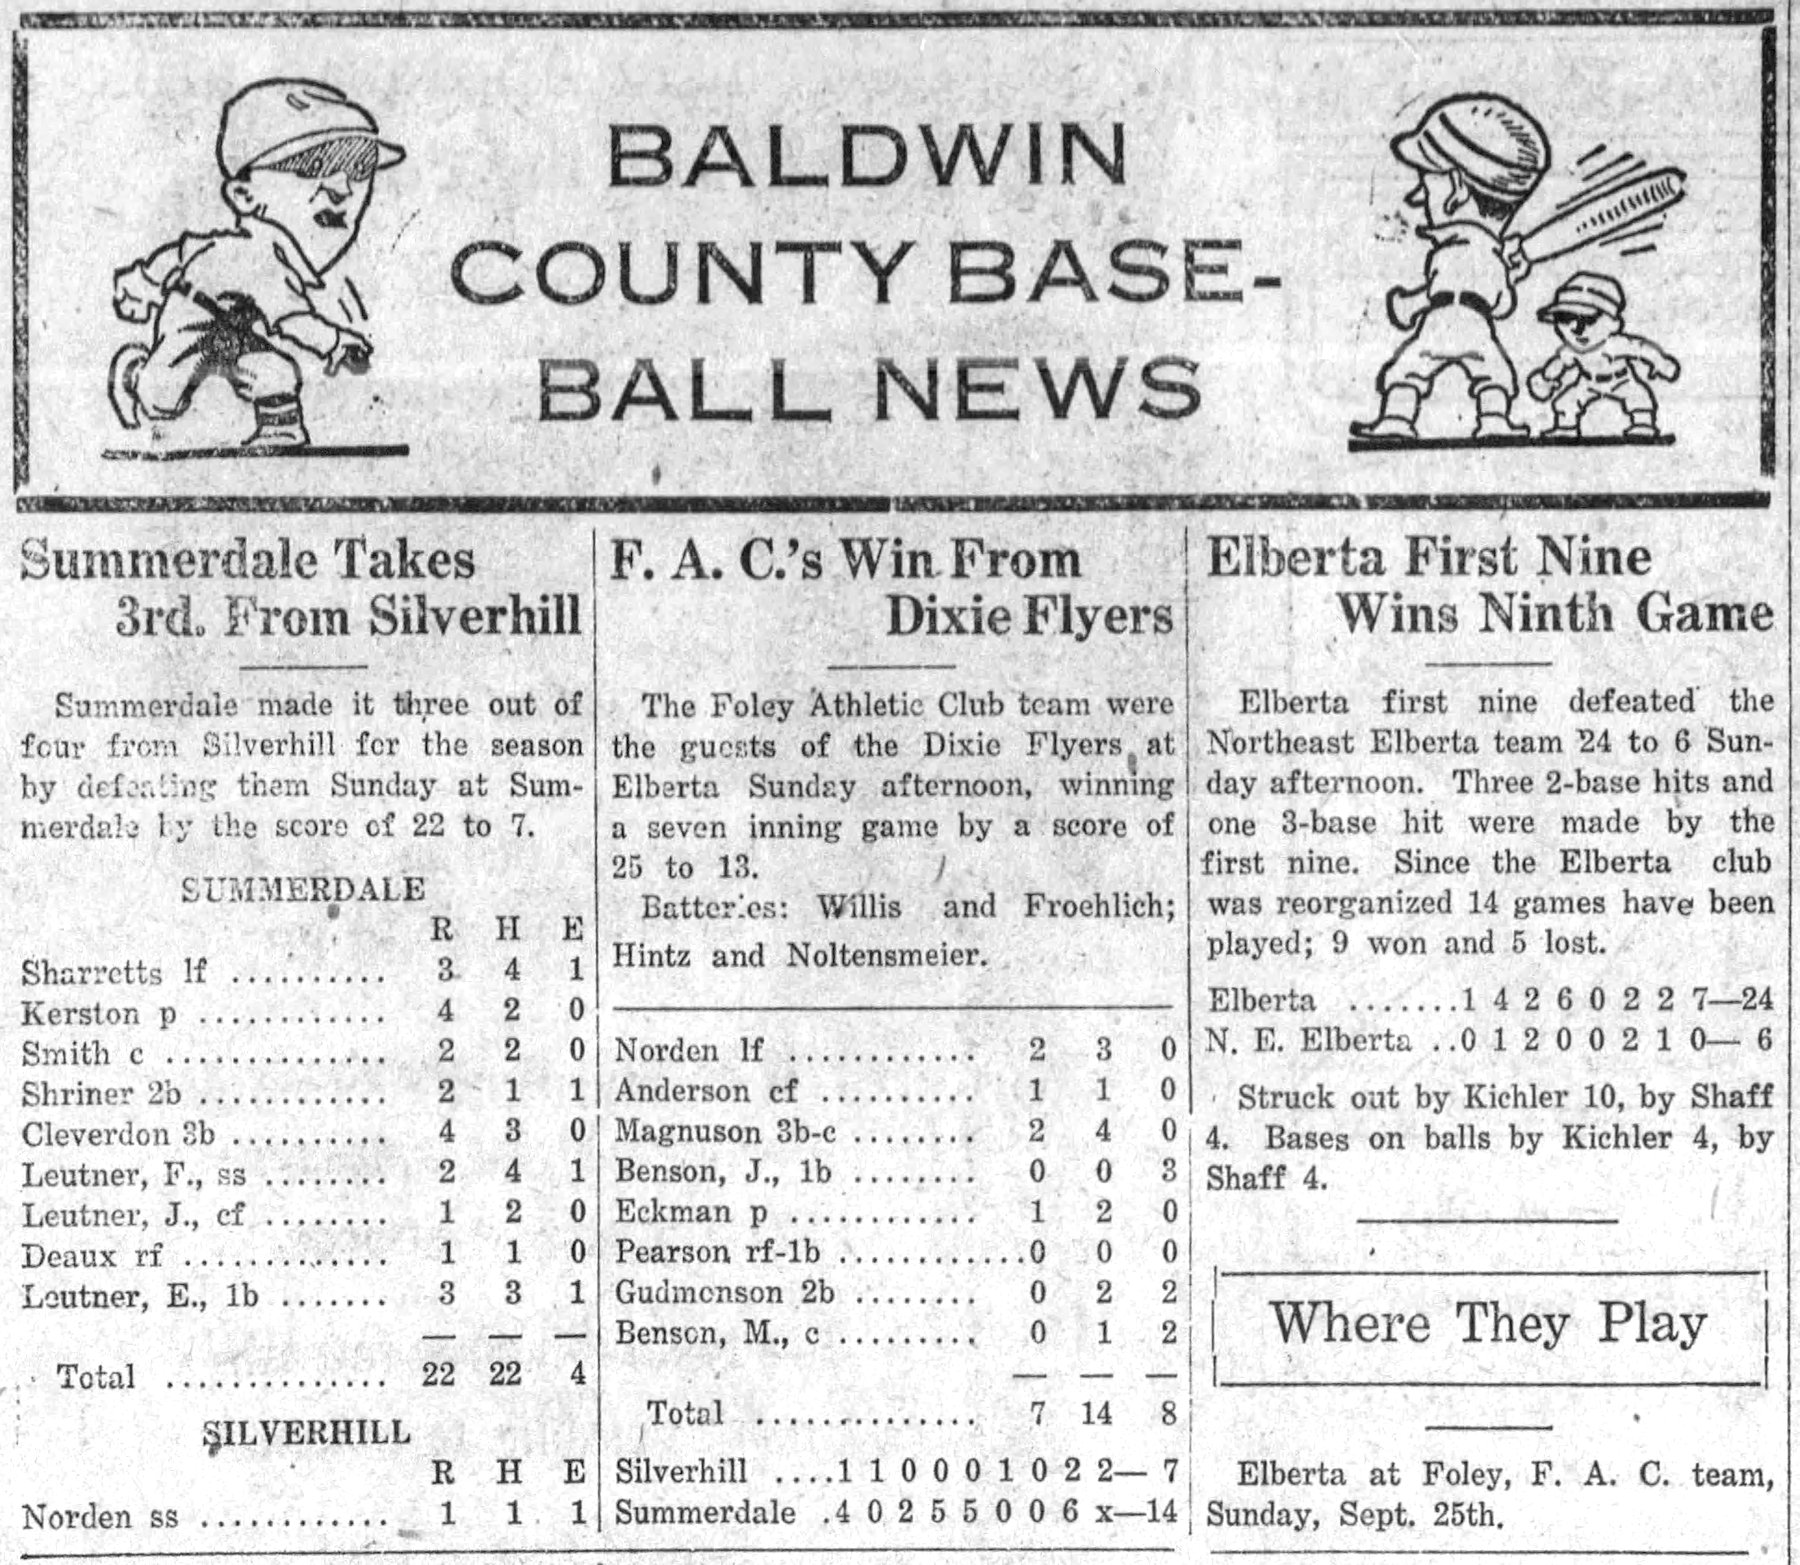 BALDWIN
COUNTY BASE-
BALL NEWS
Summerdale Takes
3rd. From Silverhill
Summerdale made it three out of
four from Silverhill for the season
by defeating them Sunday at Sum-
merdale by the score of 22 to 7.
SUMMERDALE
R H E
Sharretts lf .......... 3 4 1
Kerston p ............ 4 2 0
Smith c .............. 2 2 0
Shriner 2b ............ 2 1 1
Cleverdon 3b .......... 4 3 0
Leutner, F., ss ........ 2 4 1
Leutner, J., cf ........ 1 2 0
Deaux rf ............. 1 1 0
Leutner, E., 1b ....... 3 3 1
— — —
Total .............. 22 22 4
SILVERHILL
R H E
Norden ss ............ 1 1 1
F. A. C.'s Win From
Dixie Flyers
The Foley Athletic Club team were
the guests of the Dixie Flyers at
Elberta Sunday afternoon, winning
a seven inning game by a score of
25 to 13.
Batteries: Willis and Froehlich;
Hintz and Noltensmeier.
Norden lf ............ 2 3 0
Anderson cf .......... 1 1 0
Magnuson 3b-c ........ 2 4 0
Benson, J., 1b ........ 0 0 3
Eckman p ............ 1 2 0
Pearson rf-1b ............0 0 0
Gudmonson 2b ........ 0 2 2
Benson, M., c ......... 0 1 2
— — —
Total .............. 7 14 8
Silverhill ....1 1 0 0 0 1 0 2 2— 7
Summerdale .4 0 2 5 5 0 0 6 x—14
Elberta First Nine
Wins Ninth Game
Elberta first nine defeated the
Northeast Elberta team 24 to 6 Sun-
day afternoon. Three 2-base hits and
one 3-base hit were made by the
first nine. Since the Elberta club
was reorganized 14 games have been
played; 9 won and 5 lost.
Elberta .......1 4 2 6 0 2 2 7—24
N. E. Elberta ..0 1 2 0 0 2 1 0— 6
Struck out by Kichler 10, by Shaff
4. Bases on balls by Kichler 4, by
Shaff 4.
Where They Play
Elberta at Foley, F. A. C. team,
Sunday, Sept. 25th.